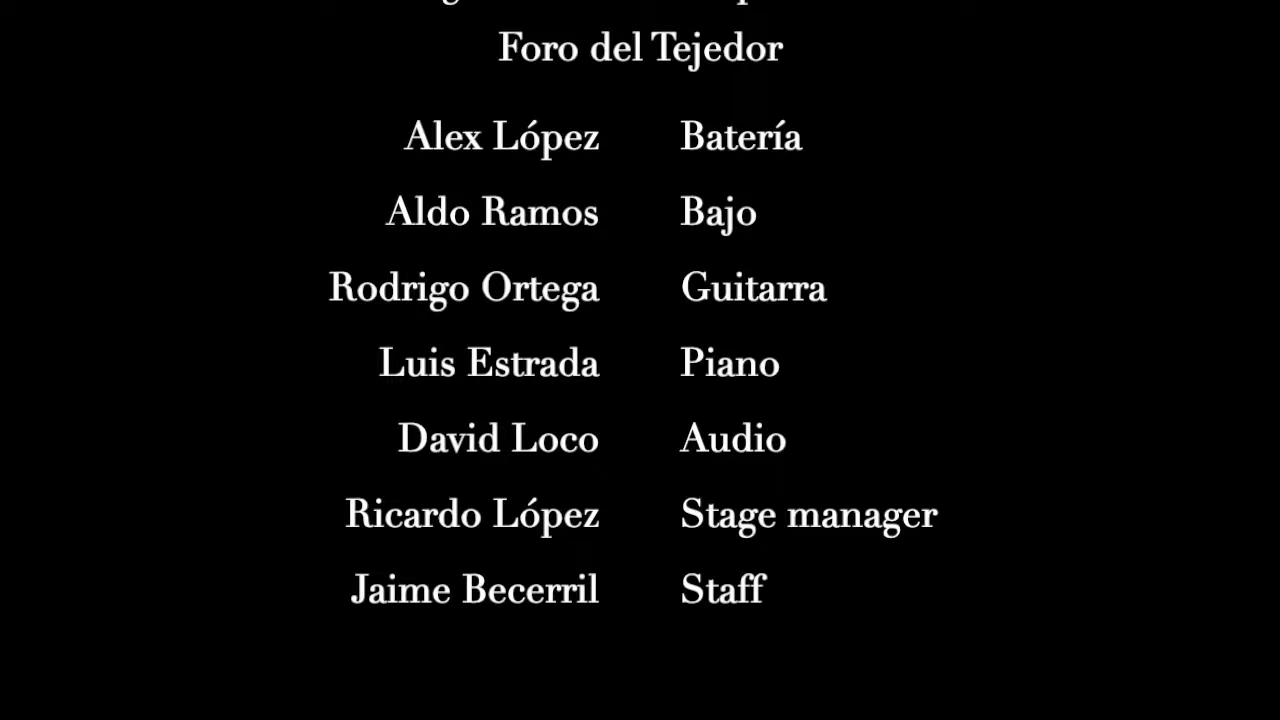 Foro del Tejedor
Alex López Batería
Aldo Ramos Bajo
Rodrigo Ortega Guitarra
Luis Estrada Piano
David Loco Audio
Ricardo López Stage manager
Jaime Becerril Staff